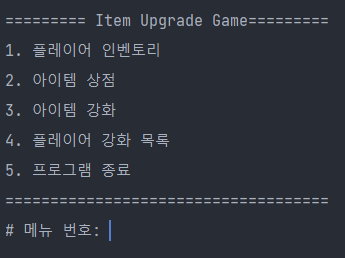 ========= Item Upgrade Game=========
1. 플레이어 인벤토리
2. 아이템 상점
3. 아이템 강화
4. 플레이어 강화 목록
5. 프로그램 종료
====================================
# 메뉴 번호: